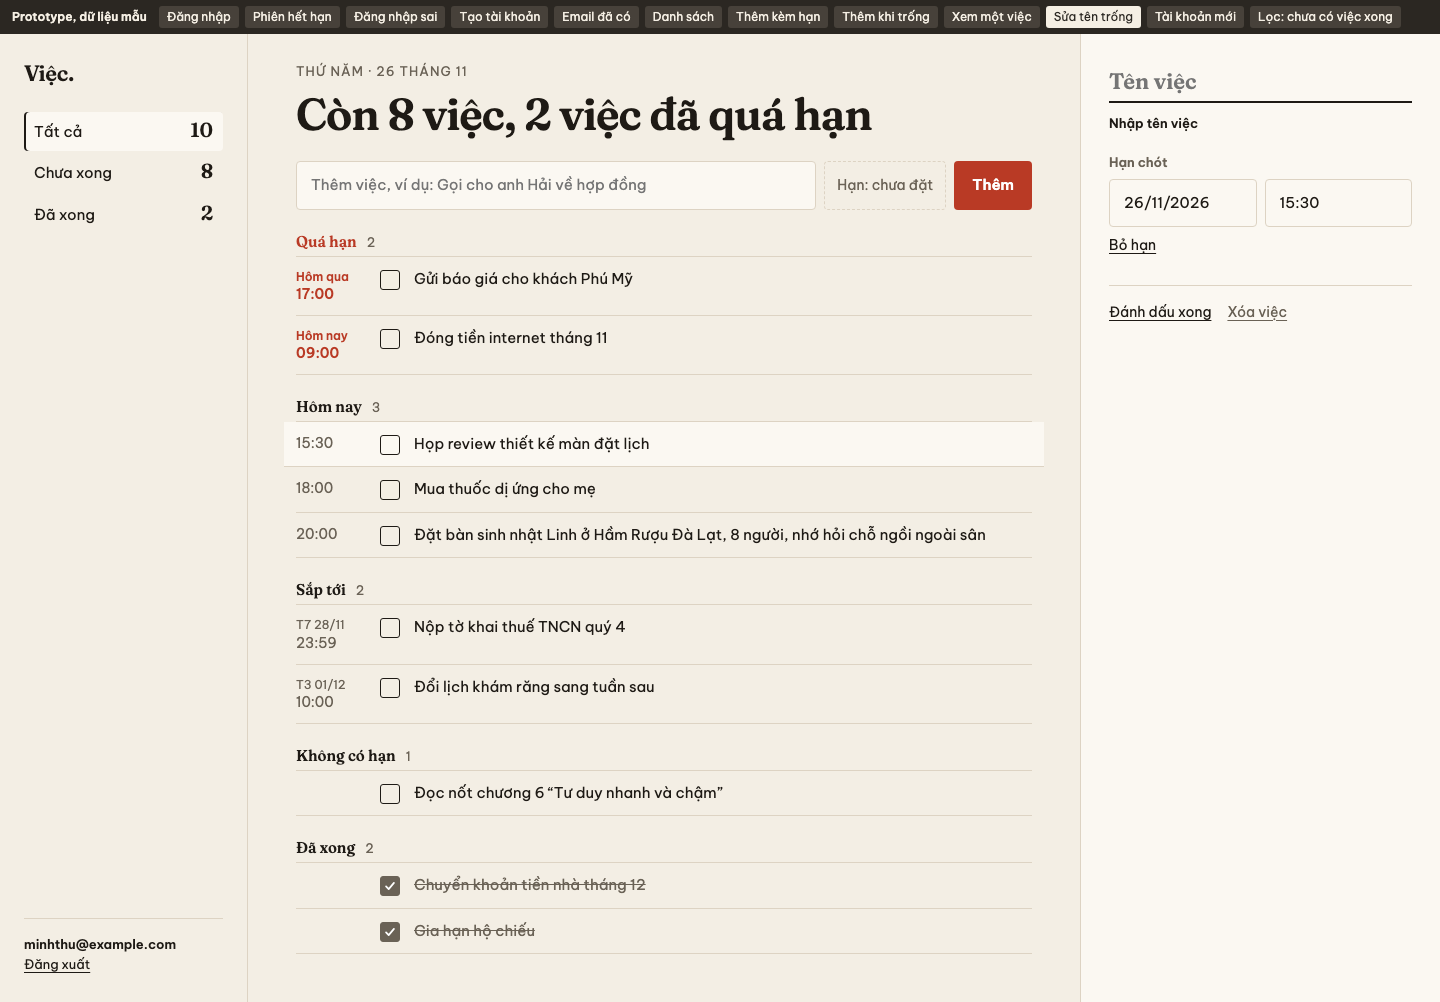 Prototype, dữ liệu mẫu Đăng nhập Phiên hết hạn Đăng nhập sai Tạo tài khoản Email đã có Danh sách Thêm kèm hạn Thêm khi trống Xem một việc Sửa tên trống Tài khoản mới Lọc: chưa có việc xong
Việc.
Tất cả 10
Chưa xong 8
Đã xong 2
minhthu@example.com
Đăng xuất
THỨ NĂM · 26 THÁNG 11
Còn 8 việc, 2 việc đã quá hạn
Thêm việc, ví dụ: Gọi cho anh Hải về hợp đồng Hạn: chưa đặt Thêm
Quá hạn 2
Hôm qua
17:00 Gửi báo giá cho khách Phú Mỹ
Hôm nay
09:00 Đóng tiền internet tháng 11
Hôm nay 3
15:30 Họp review thiết kế màn đặt lịch
18:00 Mua thuốc dị ứng cho mẹ
20:00 Đặt bàn sinh nhật Linh ở Hầm Rượu Đà Lạt, 8 người, nhớ hỏi chỗ ngồi ngoài sân
Sắp tới 2
T7 28/11
23:59 Nộp tờ khai thuế TNCN quý 4
T3 01/12
10:00 Đổi lịch khám răng sang tuần sau
Không có hạn 1
Đọc nốt chương 6 “Tư duy nhanh và chậm”
Đã xong 2
Chuyển khoản tiền nhà tháng 12
Gia hạn hộ chiếu
Tên việc
Nhập tên việc
Hạn chót
26/11/2026 15:30
Bỏ hạn
Đánh dấu xong Xóa việc